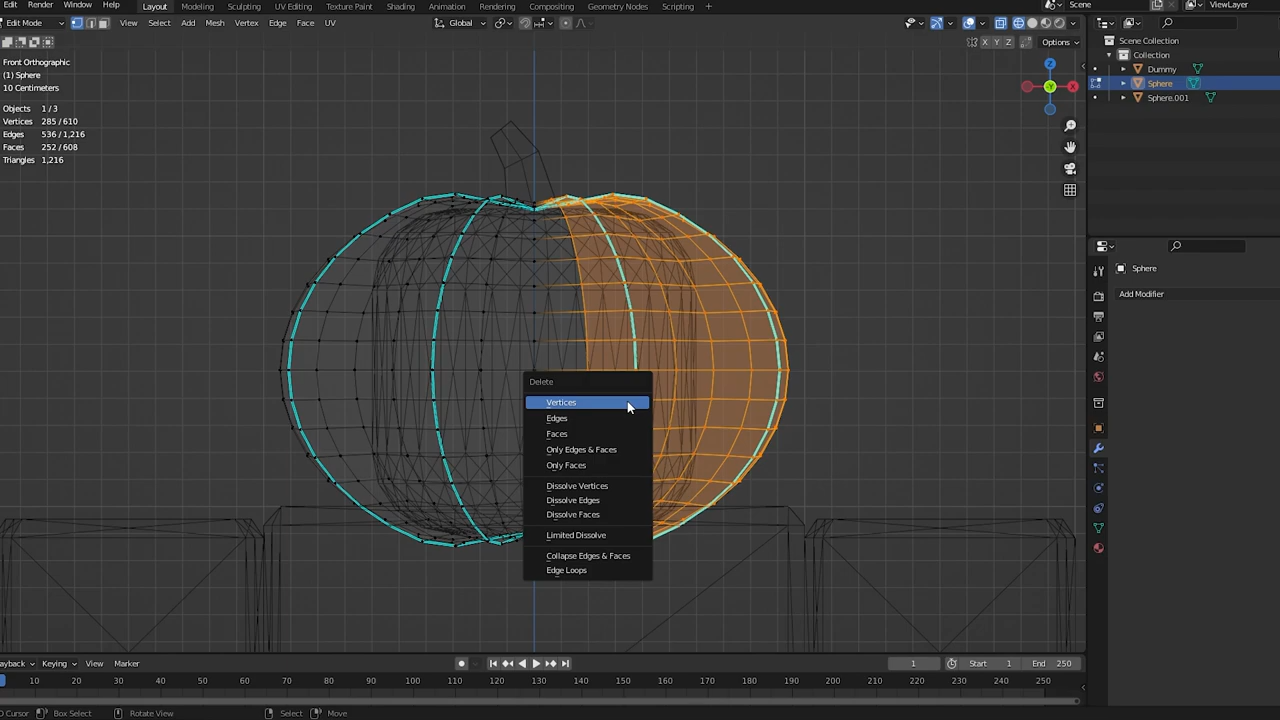 Edit Render Window Help Layout Modeling Sculpting UV Editing Texture Paint Shading Animation Rendering Compositing Geometry Nodes Scripting Scene ViewLayer
Edit Mode View Select Add Mesh Vertex Edge Face UV Global
X Y Z Options
Front Orthographic
(1) Sphere
10 Centimeters
Objects 1/3
Vertices 285/610
Edges 536/1,216
Faces 252/608
Triangles 1,216
Z
Y
X
Scene Collection
Collection
Dummy
Sphere
Sphere.001
Sphere
Add Modifier
Delete
Vertices
Edges
Faces
Only Edges & Faces
Only Faces
Dissolve Vertices
Dissolve Edges
Dissolve Faces
Limited Dissolve
Collapse Edges & Faces
Edge Loops
Playback Keying View Marker 1 Start 1 End 250
10 20 30 40 50 60 70 80 90 100 110 120 130 140 150 160 170 180 190 200 210 220 230 240 250
D Cursor Box Select Rotate View Select Move